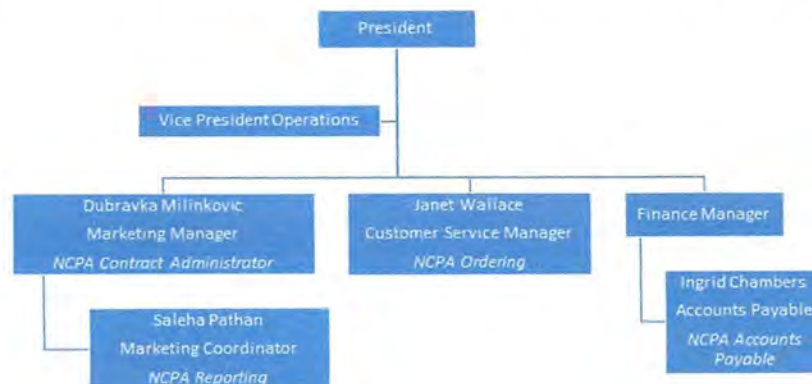 President
Vice President Operations
Dubravka Milinkovic
Marketing Manager
NCPA Contract Administrator
Janet Wallace
Customer Service Manager
NCPA Ordering
Finance Manager
Saleha Pathan
Marketing Coordinator
NCPA Reporting
Ingrid Chambers
Accounts Payable
NCPA Accounts
Payable